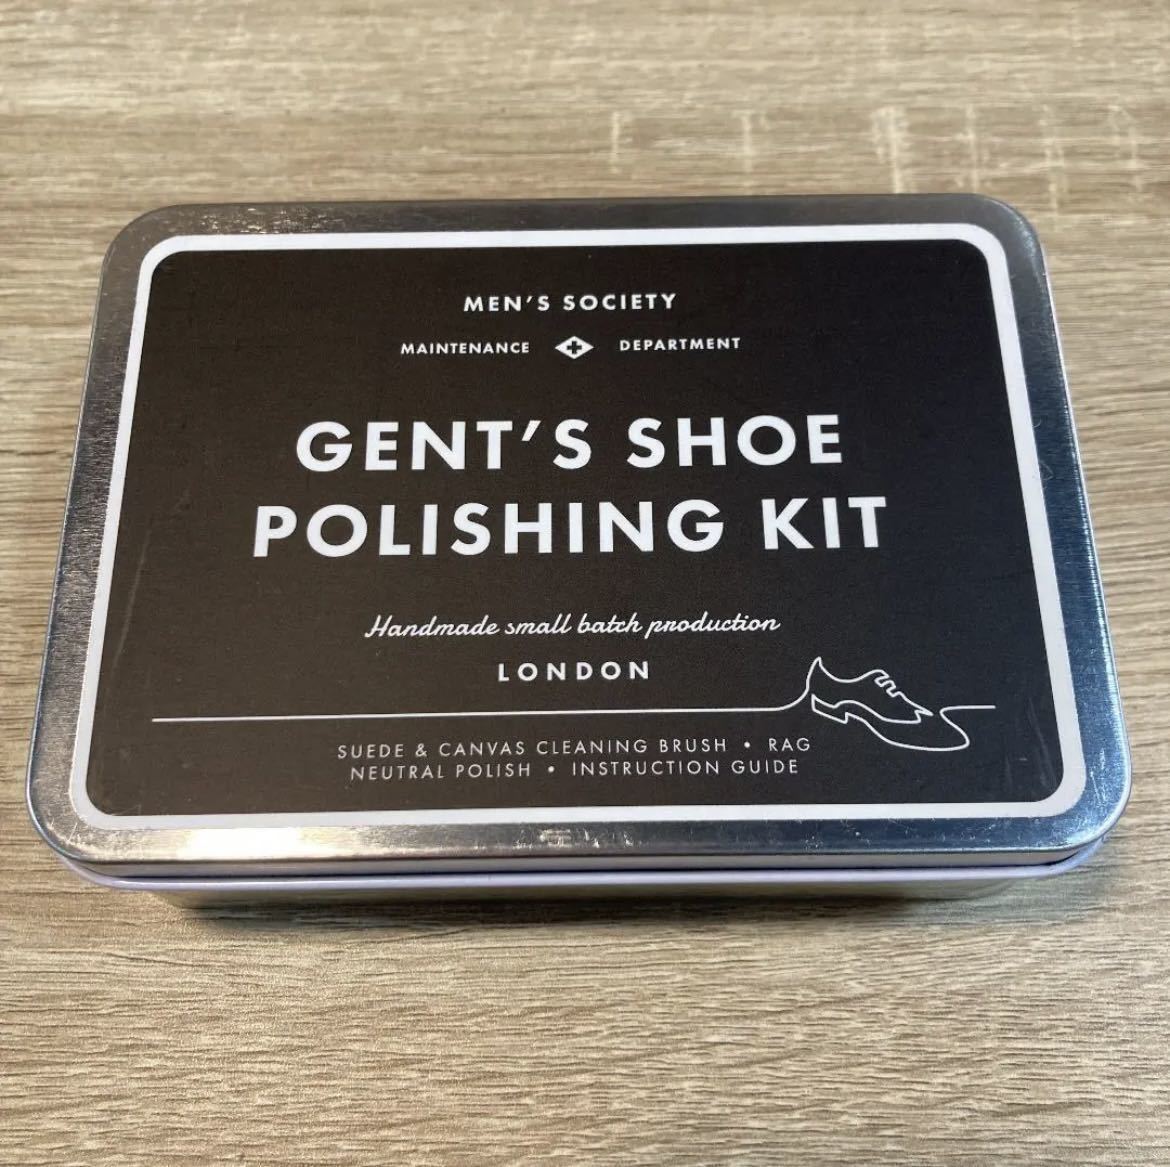 MEN'S SOCIETY
MAINTENANCE DEPARTMENT
GENT'S SHOE
POLISHING KIT
Handmade small batch production
LONDON
SUEDE & CANVAS CLEANING BRUSH • RAG
NEUTRAL POLISH • INSTRUCTION GUIDE